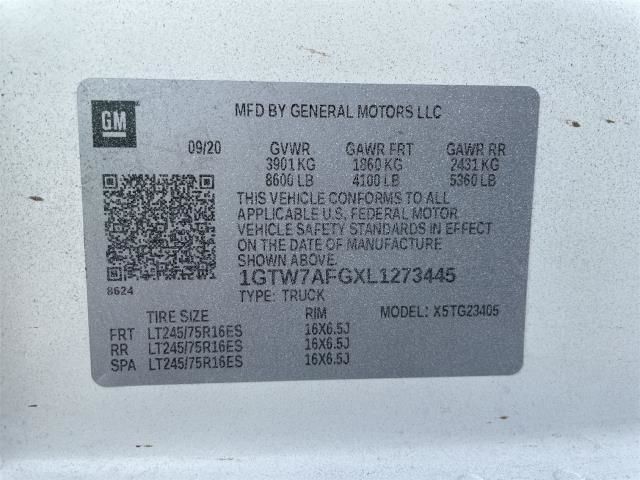 GM
MFD BY GENERAL MOTORS LLC
09/20 GVWR GAWR FRT GAWR RR
3901 KG 1860 KG 2431 KG
8600 LB 4100 LB 5360 LB
THIS VEHICLE CONFORMS TO ALL
APPLICABLE U.S. FEDERAL MOTOR
VEHICLE SAFETY STANDARDS IN EFFECT
ON THE DATE OF MANUFACTURE
SHOWN ABOVE.
1GTW7AFGXL1273445
8624
TYPE: TRUCK
TIRE SIZE RIM MODEL: X5TG23405
FRT LT245/75R16ES 16X6.5J
RR LT245/75R16ES 16X6.5J
SPA LT245/75R16ES 16X6.5J